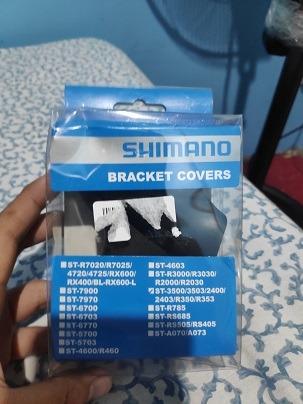 SHIMANO
BRACKET COVERS
ST-R7020/R7025/
4720/4725/RX600/
RX400/BL-RX600-L
ST-7900
ST-7970
ST-6700
ST-6703
ST-6770
ST-5700
ST-5703
ST-4600/R460
ST-4603
ST-R3000/R3030/
R2000/R2030
ST-3500/3503/2400/
2403/R350/R353
ST-R785
ST-RS685
ST-RS505/RS405
ST-A070/A073